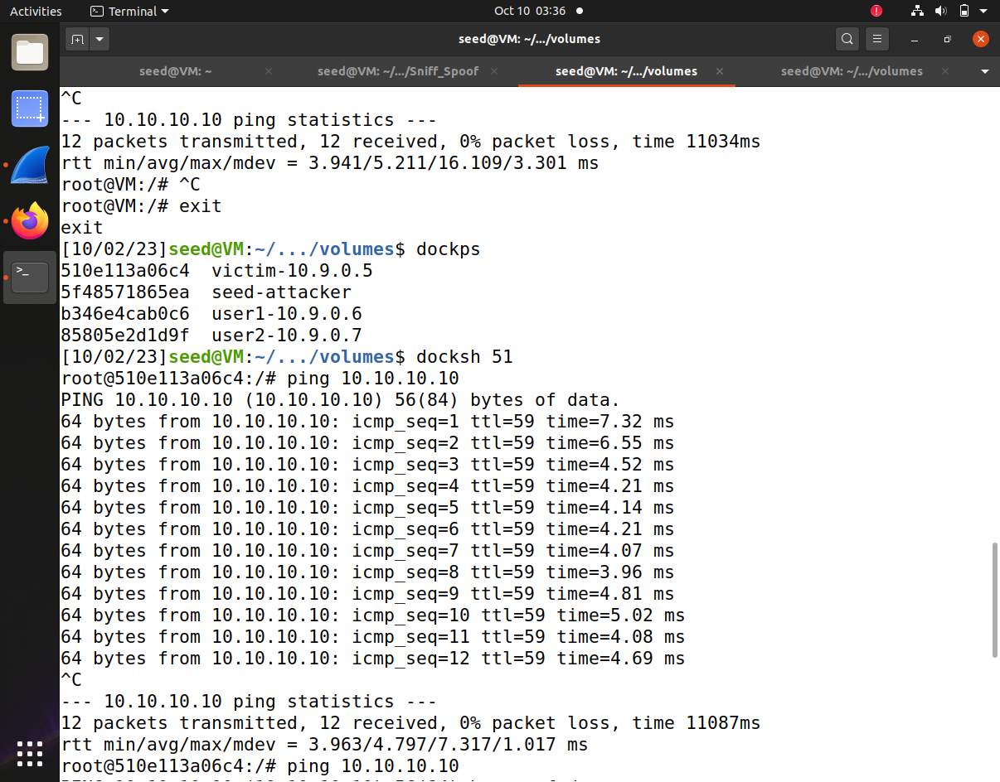 Activities Terminal Oct 10 03:36
seed@VM: ~/.../volumes
seed@VM: ~ seed@VM: ~/.../Sniff_Spoof seed@VM: ~/.../volumes seed@VM: ~/.../volumes
^C
--- 10.10.10.10 ping statistics ---
12 packets transmitted, 12 received, 0% packet loss, time 11034ms
rtt min/avg/max/mdev = 3.941/5.211/16.109/3.301 ms
root@VM:/# ^C
root@VM:/# exit
exit
[10/02/23]seed@VM:~/.../volumes$ dockps
510e113a06c4  victim-10.9.0.5
5f48571865ea  seed-attacker
b346e4cab0c6  user1-10.9.0.6
85805e2d1d9f  user2-10.9.0.7
[10/02/23]seed@VM:~/.../volumes$ docksh 51
root@510e113a06c4:/# ping 10.10.10.10
PING 10.10.10.10 (10.10.10.10) 56(84) bytes of data.
64 bytes from 10.10.10.10: icmp_seq=1 ttl=59 time=7.32 ms
64 bytes from 10.10.10.10: icmp_seq=2 ttl=59 time=6.55 ms
64 bytes from 10.10.10.10: icmp_seq=3 ttl=59 time=4.52 ms
64 bytes from 10.10.10.10: icmp_seq=4 ttl=59 time=4.21 ms
64 bytes from 10.10.10.10: icmp_seq=5 ttl=59 time=4.14 ms
64 bytes from 10.10.10.10: icmp_seq=6 ttl=59 time=4.21 ms
64 bytes from 10.10.10.10: icmp_seq=7 ttl=59 time=4.07 ms
64 bytes from 10.10.10.10: icmp_seq=8 ttl=59 time=3.96 ms
64 bytes from 10.10.10.10: icmp_seq=9 ttl=59 time=4.81 ms
64 bytes from 10.10.10.10: icmp_seq=10 ttl=59 time=5.02 ms
64 bytes from 10.10.10.10: icmp_seq=11 ttl=59 time=4.08 ms
64 bytes from 10.10.10.10: icmp_seq=12 ttl=59 time=4.69 ms
^C
--- 10.10.10.10 ping statistics ---
12 packets transmitted, 12 received, 0% packet loss, time 11087ms
rtt min/avg/max/mdev = 3.963/4.797/7.317/1.017 ms
root@510e113a06c4:/# ping 10.10.10.10